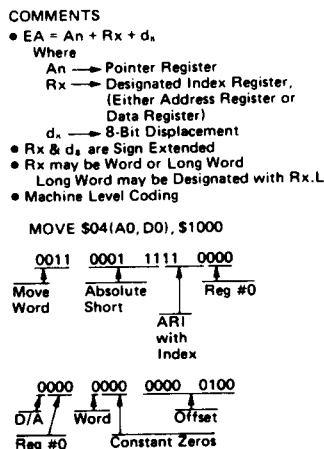 COMMENTS
● EA = An + Rx + dₓ
Where
An → Pointer Register
Rx → Designated Index Register,
(Either Address Register or
Data Register)
dₓ → 8-Bit Displacement
● Rx & dₓ are Sign Extended
● Rx may be Word or Long Word
Long Word may be Designated with Rx.L
● Machine Level Coding
MOVE $04(A0, D0), $1000
0011 0001 1111 0000
Move Word
Absolute Short
ARI with Index
Reg #0
0000 0000 0000 0100
D/A
Word
Offset
Reg #0
Constant Zeros